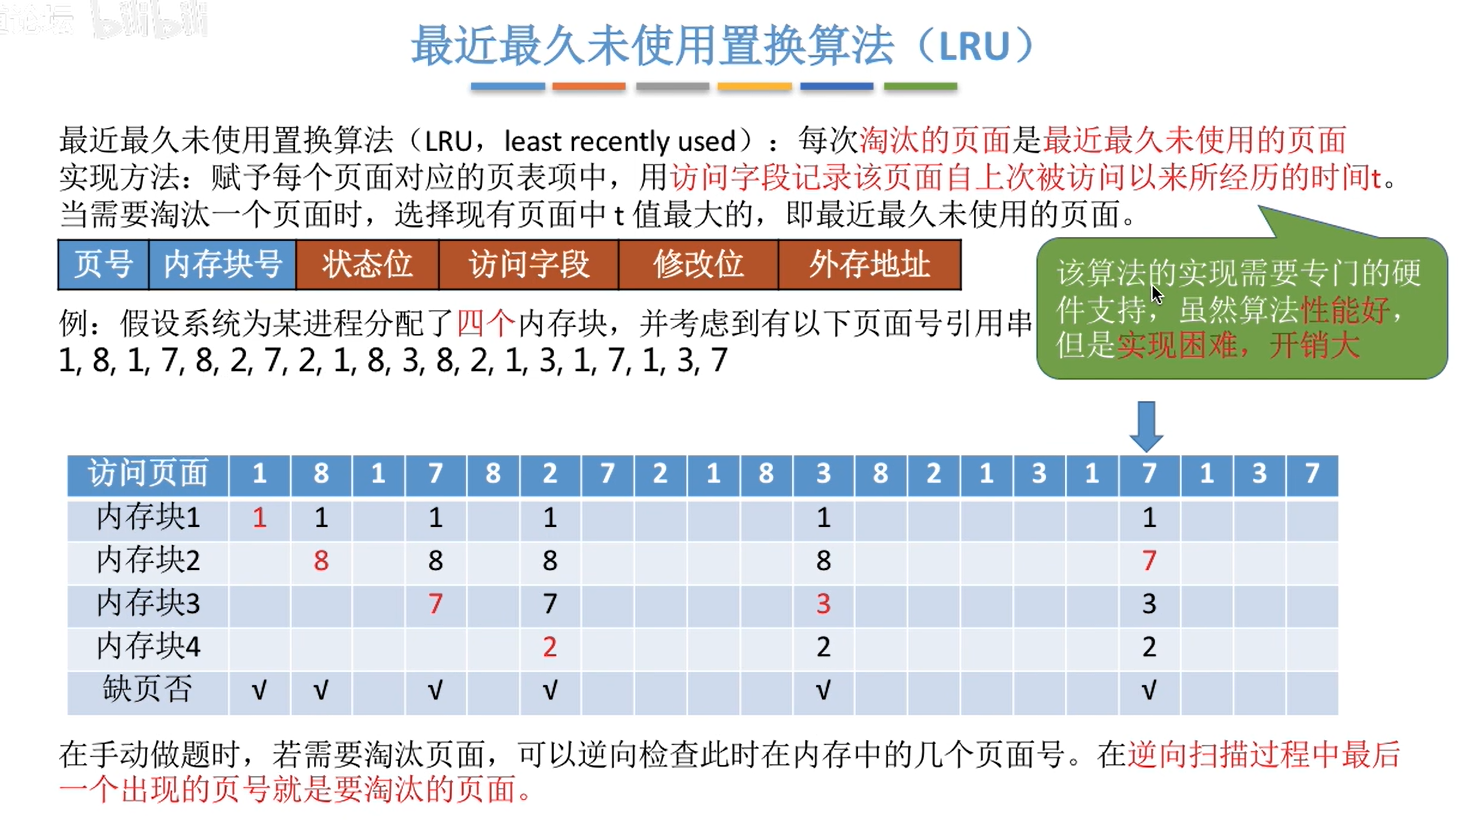 论坛 bilibili
最近最久未使用置换算法（LRU）
最近最久未使用置换算法（LRU，least recently used）：每次淘汰的页面是最近最久未使用的页面
实现方法：赋予每个页面对应的页表项中，用访问字段记录该页面自上次被访问以来所经历的时间t。
当需要淘汰一个页面时，选择现有页面中 t 值最大的，即最近最久未使用的页面。
页号 内存块号 状态位 访问字段 修改位 外存地址
该算法的实现需要专门的硬
件支持，虽然算法性能好，
但是实现困难，开销大
例：假设系统为某进程分配了四个内存块，并考虑到有以下页面号引用串
1, 8, 1, 7, 8, 2, 7, 2, 1, 8, 3, 8, 2, 1, 3, 1, 7, 1, 3, 7
访问页面 1 8 1 7 8 2 7 2 1 8 3 8 2 1 3 1 7 1 3 7
内存块1 1 1 1 1 1 1
内存块2 8 8 8 8 7
内存块3 7 7 3 3
内存块4 2 2 2
缺页否 √ √ √ √ √ √
在手动做题时，若需要淘汰页面，可以逆向检查此时在内存中的几个页面号。在逆向扫描过程中最后
一个出现的页号就是要淘汰的页面。